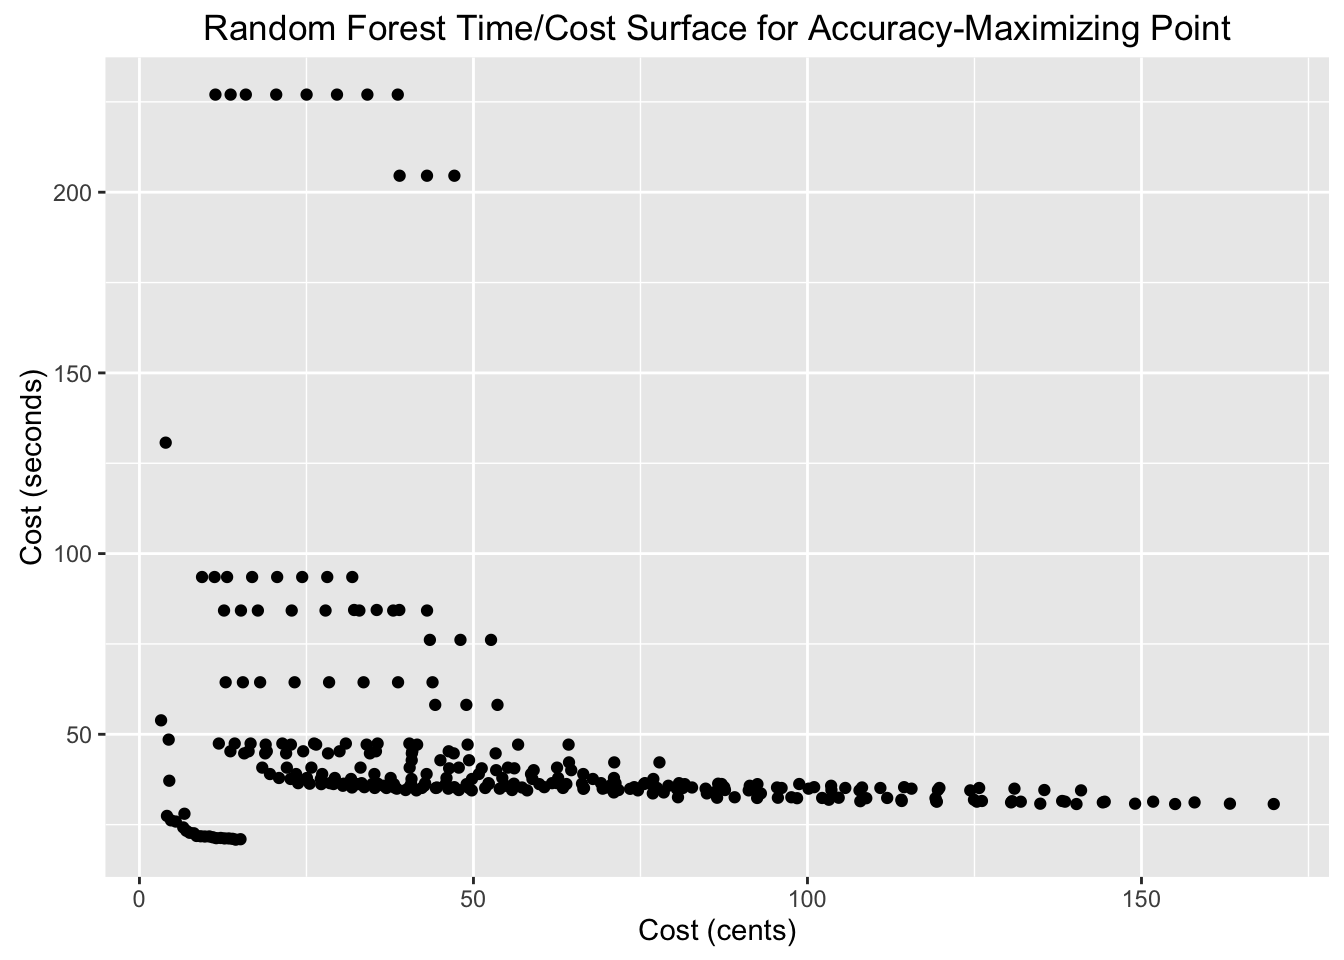 Random Forest Time/Cost Surface for Accuracy-Maximizing Point
Cost (seconds)
200
150
100
50
0
50
100
150
Cost (cents)